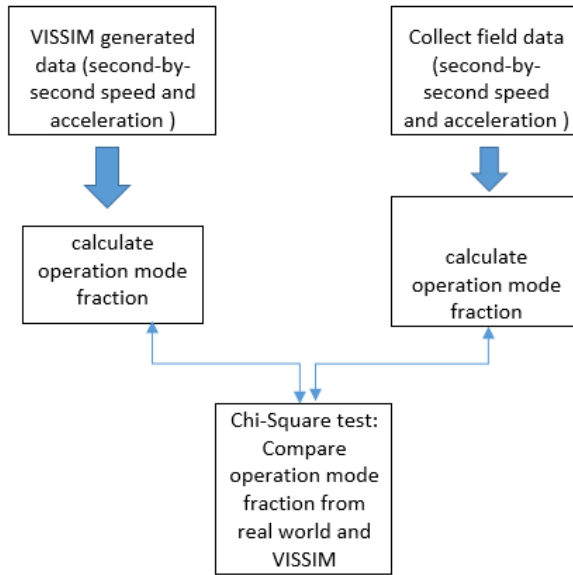 VISSIM generated
data (second-by-
second speed and
acceleration )
Collect field data
(second-by-
second speed
and acceleration )
calculate
operation mode
fraction
calculate
operation mode
fraction
Chi-Square test:
Compare
operation mode
fraction from
real world and
VISSIM